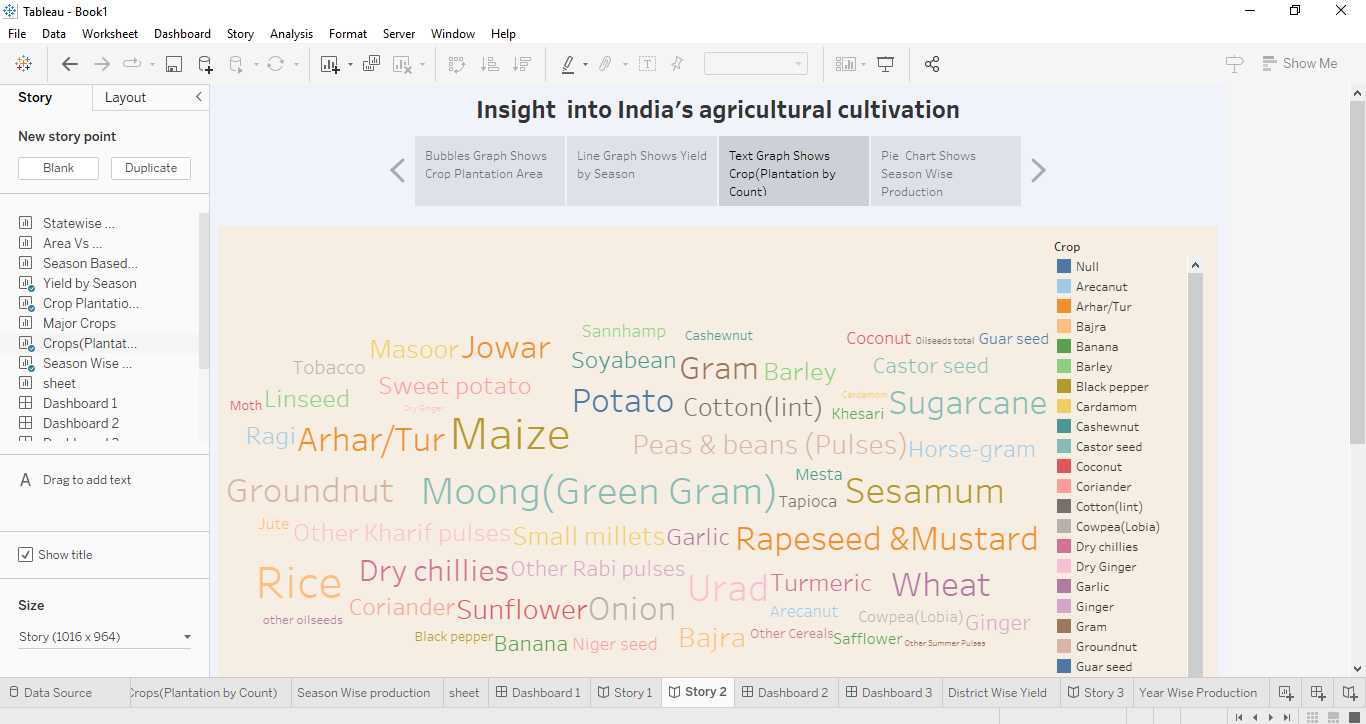 Tableau - Book1
File Data Worksheet Dashboard Story Analysis Format Server Window Help
Show Me
Story Layout
New story point
Blank Duplicate
Statewise ...
Area Vs ...
Season Based...
Yield by Season
Crop Plantatio...
Major Crops
Crops(Plantat...
Season Wise ...
sheet
Dashboard 1
Dashboard 2
A Drag to add text
Show title
Size
Story (1016 x 964)
Insight into India's agricultural cultivation
Bubbles Graph Shows
Crop Plantation Area
Line Graph Shows Yield
by Season
Text Graph Shows
Crop(Plantation by
Count)
Pie Chart Shows
Season Wise
Production
Sannhamp
Cashewnut
Coconut
Oilseeds total
Guar seed
Masoor
Jowar
Tobacco
Soyabean
Gram
Barley
Castor seed
Sweet potato
Moth
Linseed
Dry Ginger
Potato
Cotton(lint)
Cardamom
Khesari
Sugarcane
Ragi
Arhar/Tur
Maize
Peas & beans (Pulses)
Horse-gram
Groundnut
Moong(Green Gram)
Mesta
Tapioca
Sesamum
Jute
Other Kharif pulses
Small millets
Garlic
Rapeseed &Mustard
Rice
Dry chillies
Other Rabi pulses
Urad
Turmeric
Wheat
Coriander
Sunflower
Onion
Arecanut
Cowpea(Lobia)
Ginger
other oilseeds
Black pepper
Banana
Niger seed
Bajra
Other Cereals
Safflower
Other Summer Pulses
Crop
Null
Arecanut
Arhar/Tur
Bajra
Banana
Barley
Black pepper
Cardamom
Cashewnut
Castor seed
Coconut
Coriander
Cotton(lint)
Cowpea(Lobia)
Dry chillies
Dry Ginger
Garlic
Ginger
Gram
Groundnut
Guar seed
Data Source Crops(Plantation by Count) Season Wise production sheet Dashboard 1 Story 1 Story 2 Dashboard 2 Dashboard 3 District Wise Yield Story 3 Year Wise Production